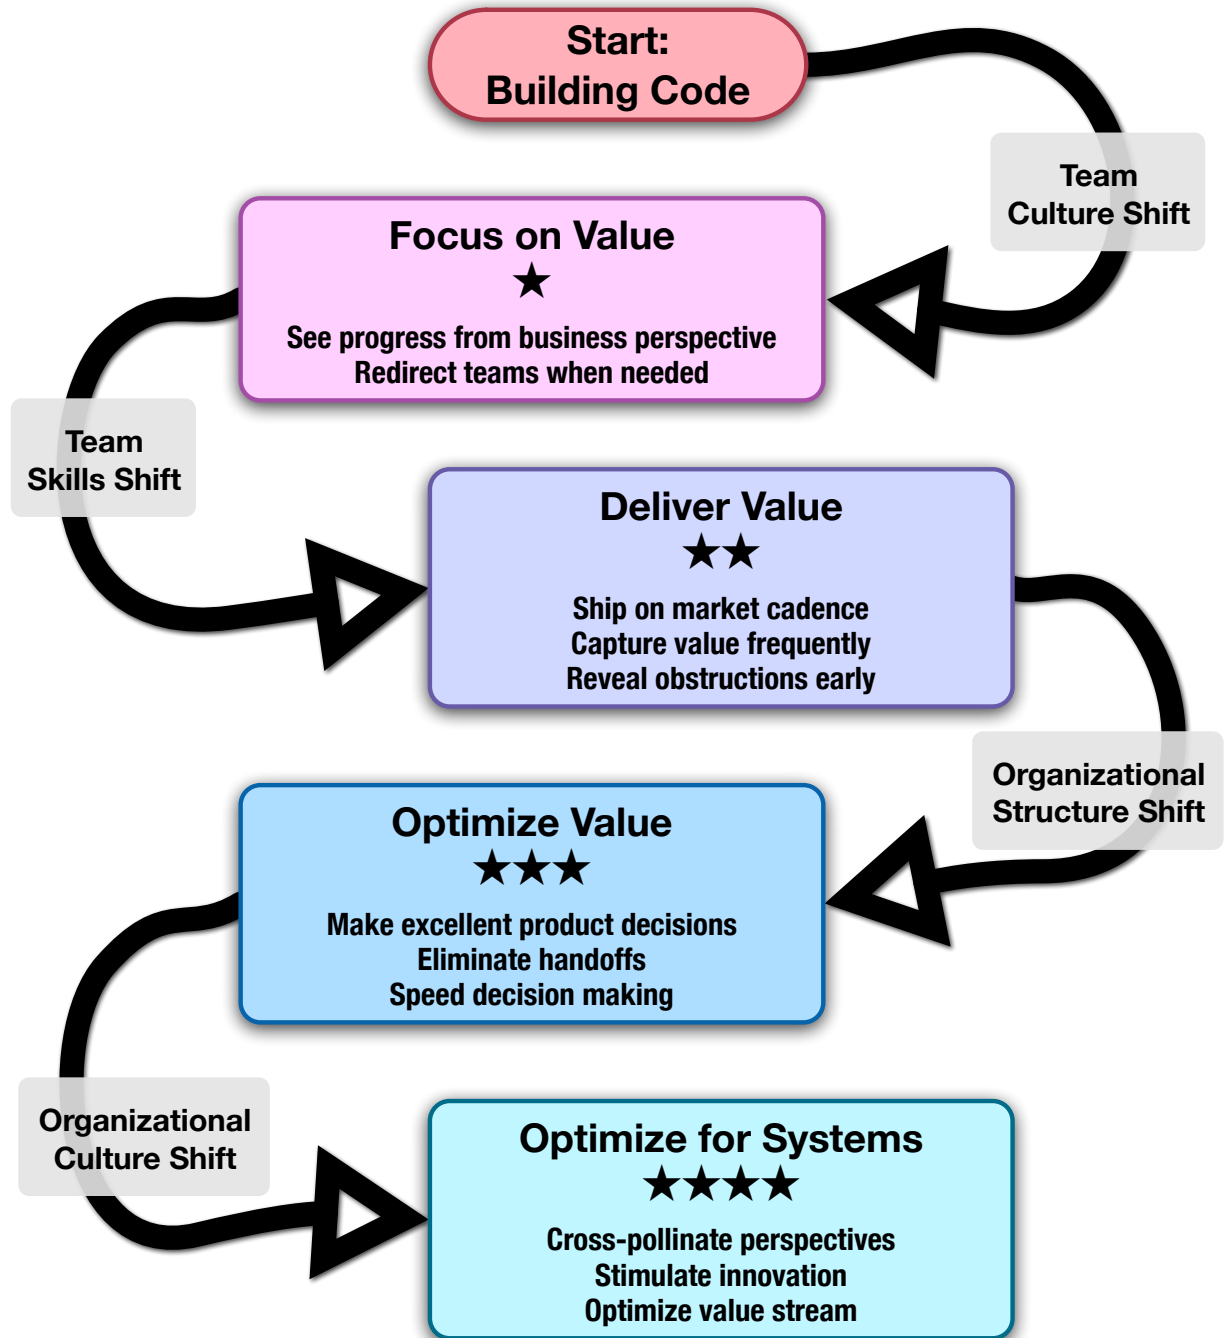 Start:
Building Code
Team
Culture Shift
Focus on Value
★
See progress from business perspective
Redirect teams when needed
Team
Skills Shift
Deliver Value
★★
Ship on market cadence
Capture value frequently
Reveal obstructions early
Organizational
Structure Shift
Optimize Value
★★★
Make excellent product decisions
Eliminate handoffs
Speed decision making
Organizational
Culture Shift
Optimize for Systems
★★★★
Cross-pollinate perspectives
Stimulate innovation
Optimize value stream